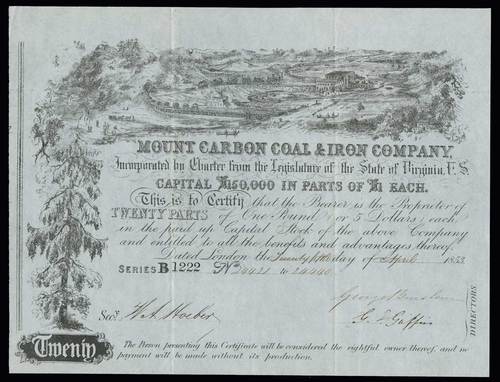 MOUNT CARBON COAL & IRON COMPANY,
Incorporated by Charter from the Legislature of the State of Virginia, U.S.
CAPITAL £150,000 IN PARTS OF £1 EACH.
This is to Certify that the Bearer is the Proprietor of
TWENTY PARTS of One Pound or 5 Dollars each
in the paid up Capital Stock of the above Company
and entitled to all the benefits and advantages thereof.
Dated London the day of April 1853
SERIES B 1222 Nº 24421 to 24440
Secy.
DIRECTORS
Twenty
The Person presenting this Certificate will be considered the rightful owner thereof, and no
payment will be made without its production.